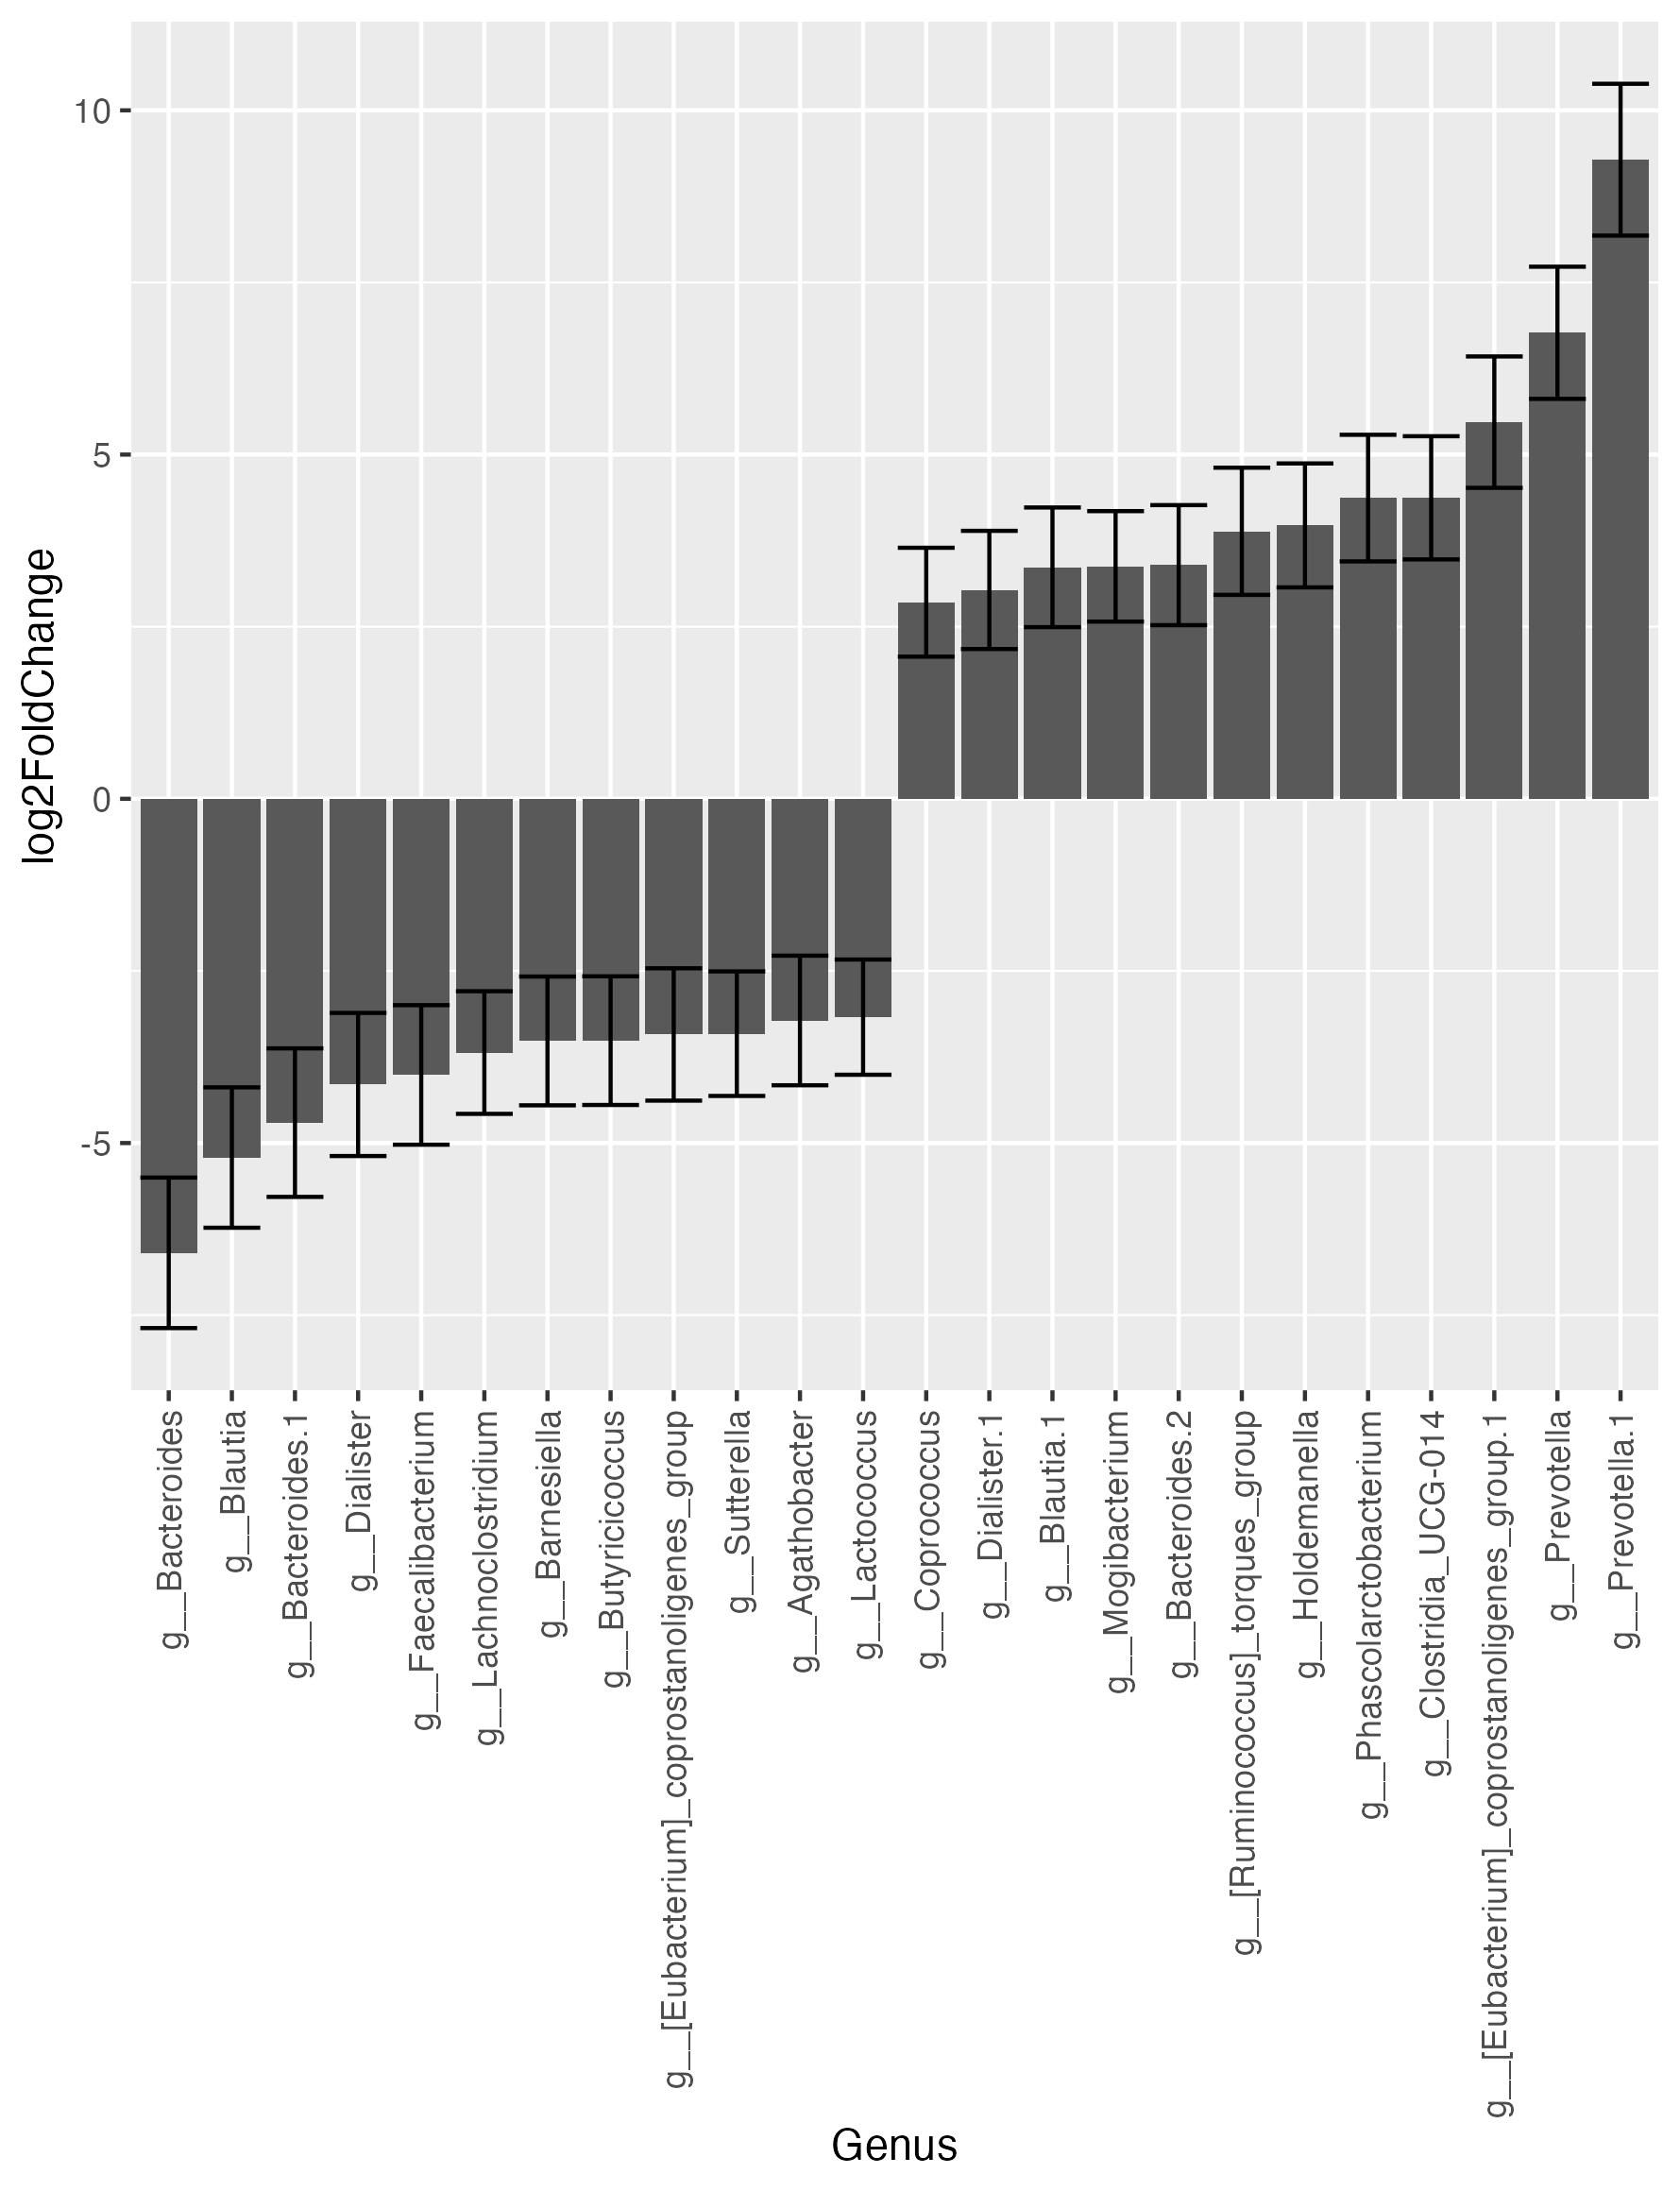 log2FoldChange
10
5
0
-5
g__Bacteroides
g__Blautia
g__Bacteroides.1
g__Dialister
g__Faecalibacterium
g__Lachnoclostridium
g__Barnesiella
g__Butyricicoccus
g__[Eubacterium]_coprostanoligenes_group
g__Sutterella
g__Agathobacter
g__Lactococcus
g__Coprococcus
g__Dialister.1
g__Blautia.1
g__Mogibacterium
g__Bacteroides.2
g__[Ruminococcus]_torques_group
g__Holdemanella
g__Phascolarctobacterium
g__Clostridia_UCG-014
g__[Eubacterium]_coprostanoligenes_group.1
g__Prevotella
g__Prevotella.1
Genus